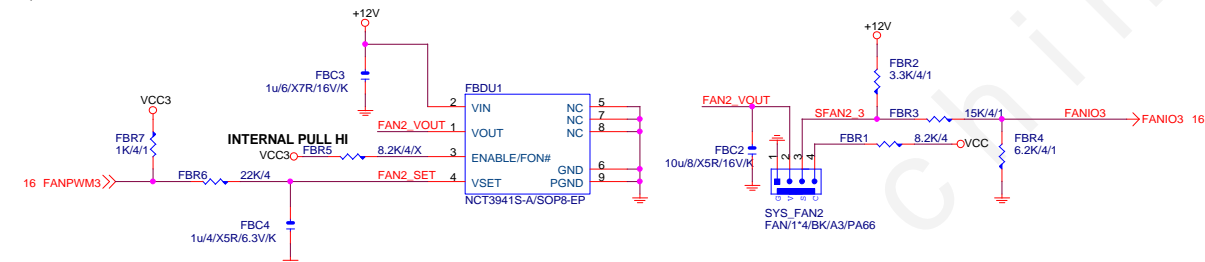 +12V
FBC3
1u/6/X7R/16V/K
VCC3
FBR7
1K/4/1
INTERNAL PULL HI
VCC3 FBR5 8.2K/4/X
16 FANPWM3
FBR6 22K/4
FBC4
1u/4/X5R/6.3V/K
FAN2_VOUT
FAN2_SET
FBDU1
2 VIN
1 VOUT
3 ENABLE/FON#
4 VSET
NC 5
NC 7
NC 8
GND 6
PGND 9
NCT3941S-A/SOP8-EP
+12V
FBR2
3.3K/4/1
FAN2_VOUT
SFAN2_3 FBR3 15K/4/1 FANIO3 FANIO3 16
FBR1 8.2K/4 VCC
FBR4
6.2K/4/1
FBC2
10u/8/X5R/16V/K
1 2 3 4
G V S C
SYS_FAN2
FAN/1*4/BK/A3/PA66
c h i n